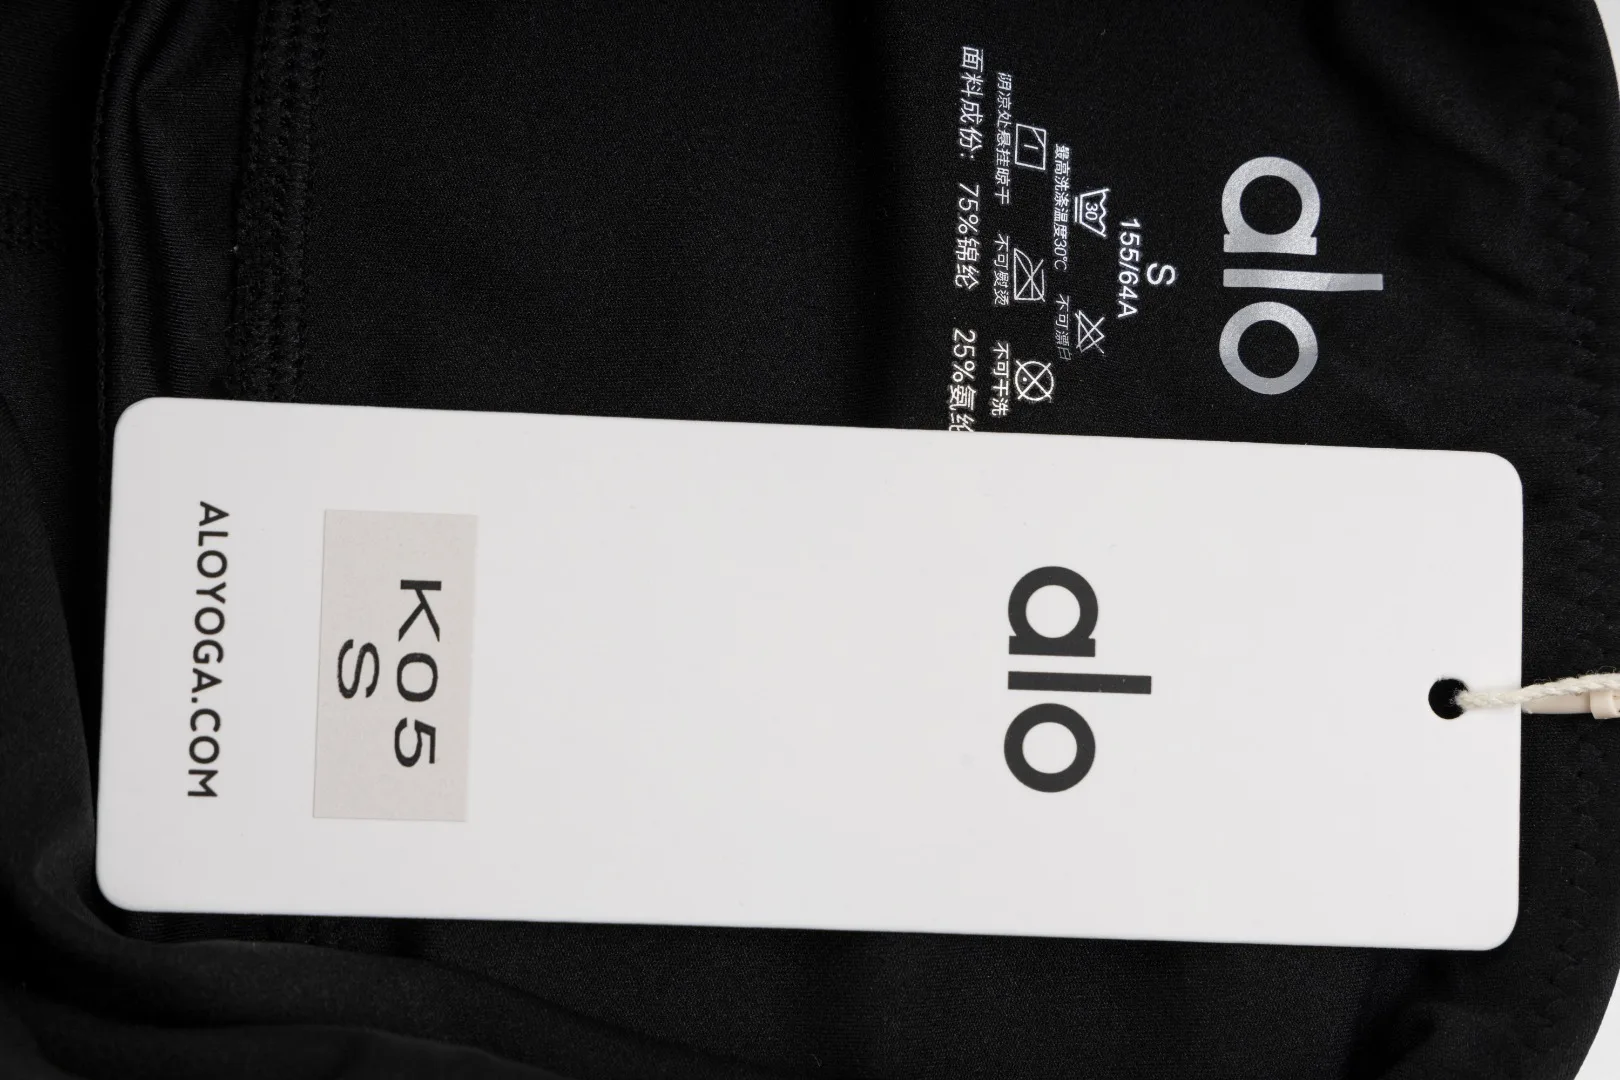 alo
S
155/64A
30
最高洗涤温度30℃ 不可漂白
阴凉处悬挂晾干 不可熨烫 不可干洗
面料成份: 75%锦纶 25%氨纶
alo
K05
S
ALOYOGA.COM